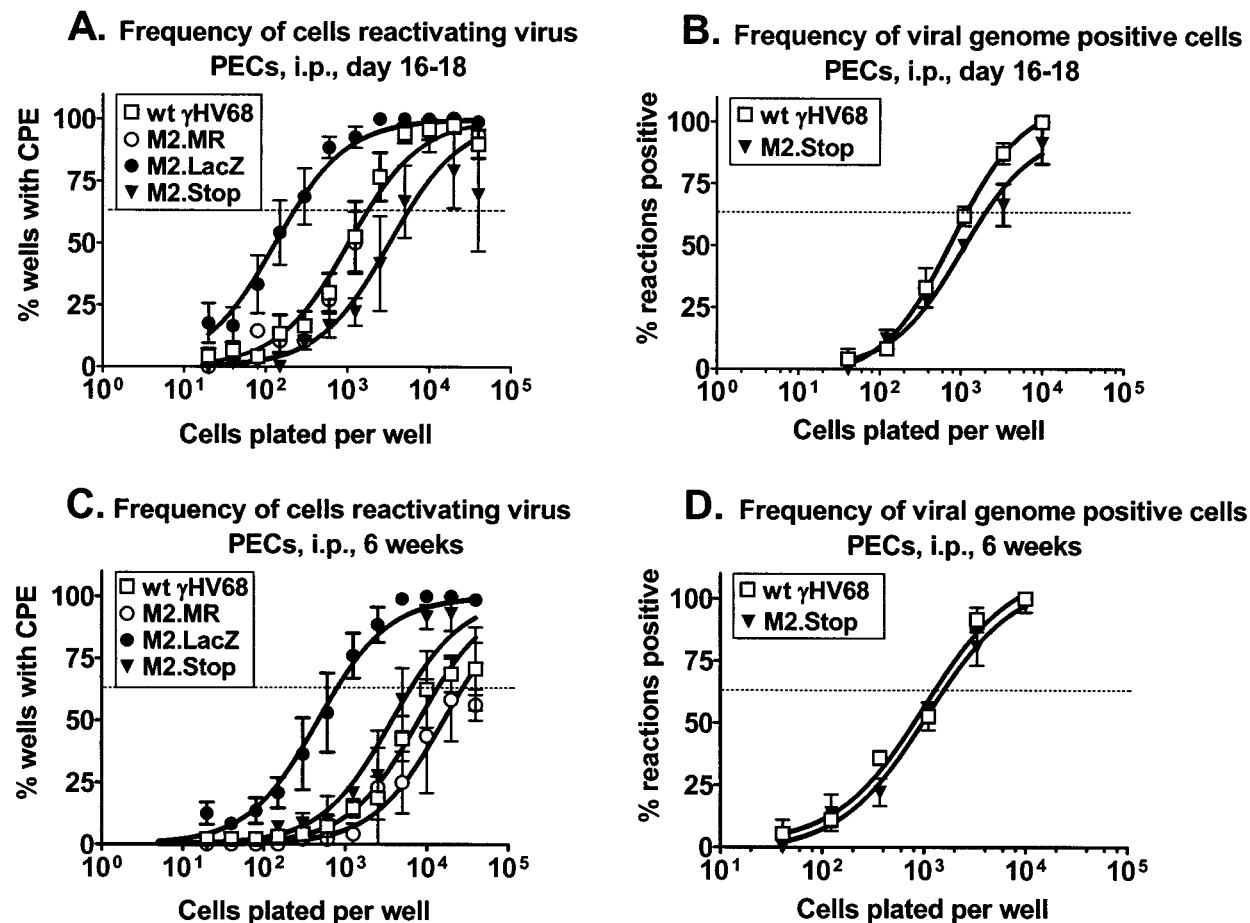 A. Frequency of cells reactivating virus
PECs, i.p., day 16-18
wt γHV68
M2.MR
M2.LacZ
M2.Stop
% wells with CPE
100
75
50
25
0
10⁰ 10¹ 10² 10³ 10⁴ 10⁵
Cells plated per well
B. Frequency of viral genome positive cells
PECs, i.p., day 16-18
wt γHV68
M2.Stop
% reactions positive
100
75
50
25
0
10⁰ 10¹ 10² 10³ 10⁴ 10⁵
Cells plated per well
C. Frequency of cells reactivating virus
PECs, i.p., 6 weeks
wt γHV68
M2.MR
M2.LacZ
M2.Stop
% wells with CPE
100
75
50
25
0
10⁰ 10¹ 10² 10³ 10⁴ 10⁵
Cells plated per well
D. Frequency of viral genome positive cells
PECs, i.p., 6 weeks
wt γHV68
M2.Stop
% reactions positive
100
75
50
25
0
10¹ 10² 10³ 10⁴ 10⁵
Cells plated per well